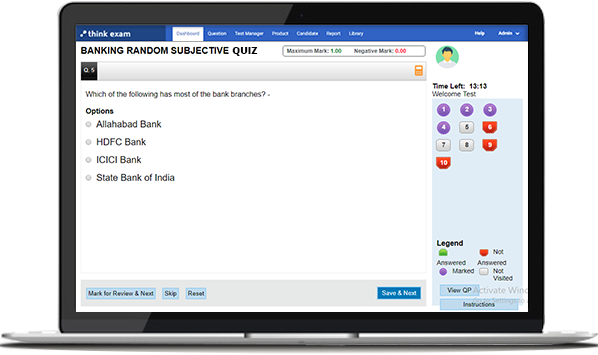 think exam
Dashboard Question Test Manager Product Candidate Report Library Help Admin
BANKING RANDOM SUBJECTIVE QUIZ
Maximum Mark: 1.00 Negative Mark: 0.00
Q. 5
Which of the following has most of the bank branches? -
Options
Allahabad Bank
HDFC Bank
ICICI Bank
State Bank of India
Mark for Review & Next Skip Reset Save & Next
Time Left: 13:13
Welcome Test
1 2 3
4 5 6
7 8 9
10
Legend
Answered
Not Answered
Marked
Not Visited
View QP
Instructions
Activate Wind